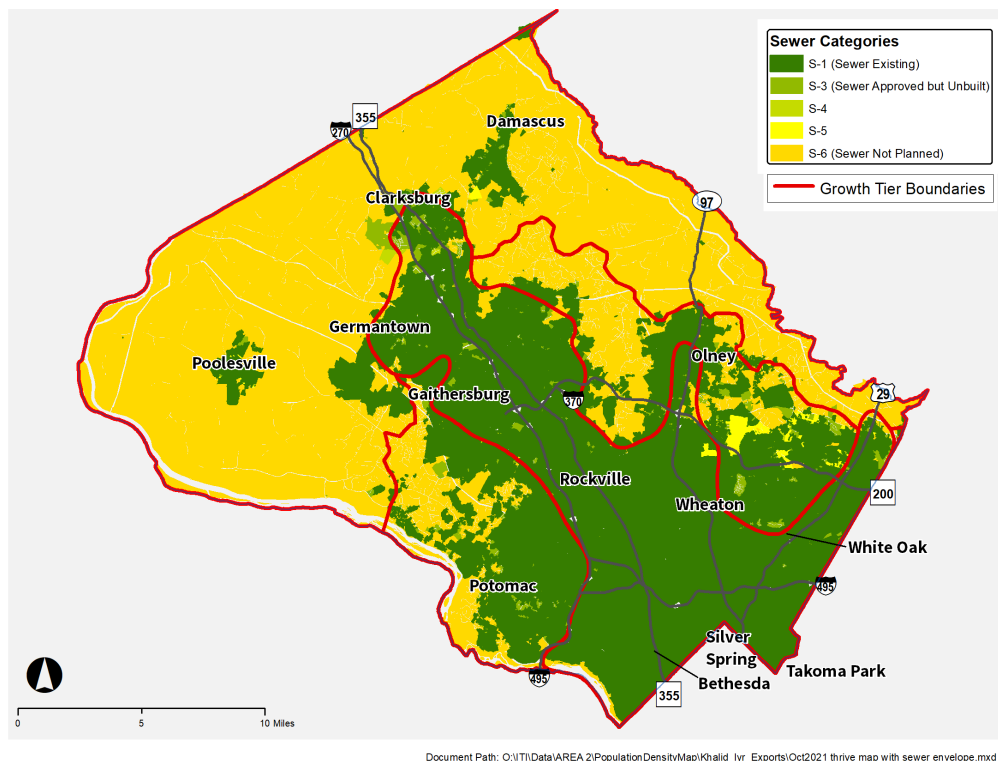 Sewer Categories
S-1 (Sewer Existing)
S-3 (Sewer Approved but Unbuilt)
S-4
S-5
S-6 (Sewer Not Planned)
Growth Tier Boundaries
355
270
Damascus
Clarksburg
97
Germantown
Poolesville
Olney
Gaithersburg
370
29
Rockville
Wheaton
200
White Oak
Potomac
495
Silver
Spring
Takoma Park
Bethesda
495
355
0
5
10 Miles
Document Path: O:\ITI\Data\AREA 2\PopulationDensityMap\Khalid_Ivr_Exports\Oct2021 thrive map with sewer envelope.mxd